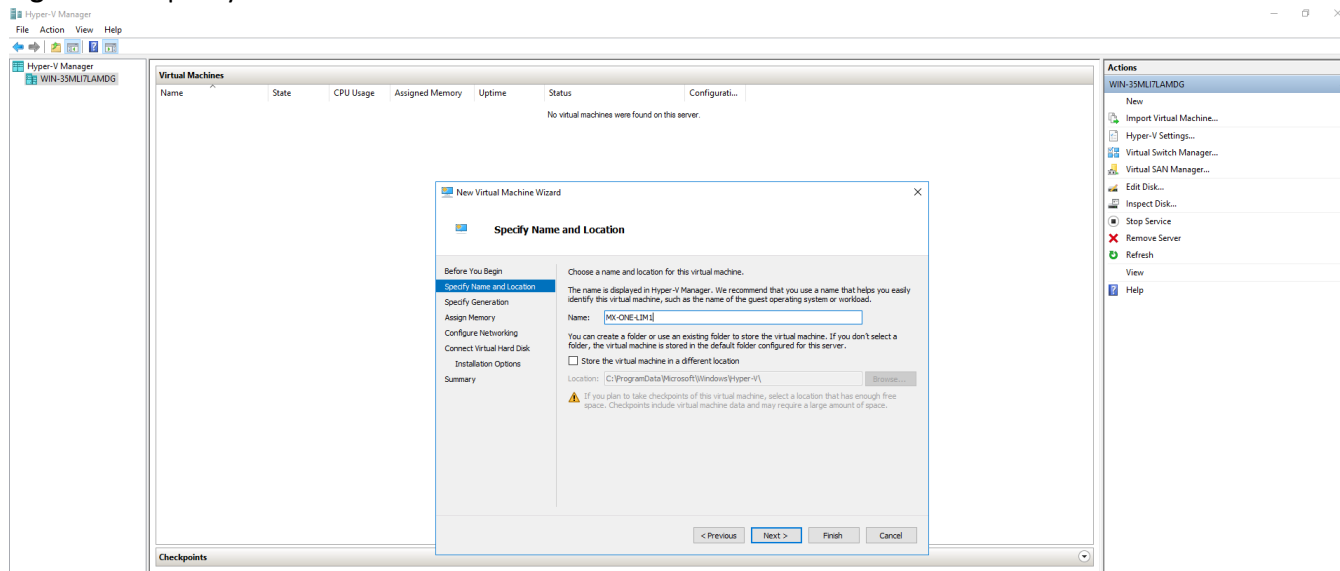 Hyper-V Manager
File Action View Help
Hyper-V Manager
WIN-35MLI7LAMDG
Virtual Machines
Name State CPU Usage Assigned Memory Uptime Status Configurati...
No virtual machines were found on this server.
New Virtual Machine Wizard
Specify Name and Location
Before You Begin
Specify Name and Location
Specify Generation
Assign Memory
Configure Networking
Connect Virtual Hard Disk
Installation Options
Summary
Choose a name and location for this virtual machine.
The name is displayed in Hyper-V Manager. We recommend that you use a name that helps you easily
identify this virtual machine, such as the name of the guest operating system or workload.
Name: MX-ONE-LIM1
You can create a folder or use an existing folder to store the virtual machine. If you don't select a
folder, the virtual machine is stored in the default folder configured for this server.
Store the virtual machine in a different location
Location: C:\ProgramData\Microsoft\Windows\Hyper-V\ Browse...
If you plan to take checkpoints of this virtual machine, select a location that has enough free
space. Checkpoints include virtual machine data and may require a large amount of space.
< Previous Next > Finish Cancel
Checkpoints
Actions
WIN-35MLI7LAMDG
New
Import Virtual Machine...
Hyper-V Settings...
Virtual Switch Manager...
Virtual SAN Manager...
Edit Disk...
Inspect Disk...
Stop Service
Remove Server
Refresh
View
Help